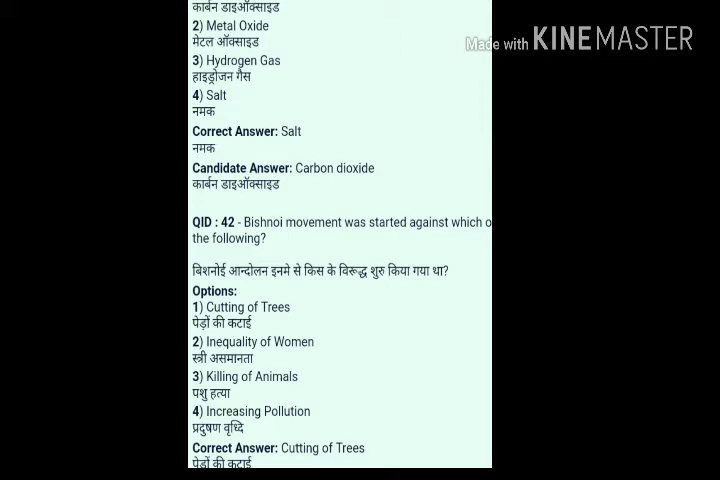 कार्बन डाइऑक्साइड
2) Metal Oxide
मेटल ऑक्साइड
Made with KINEMASTER
3) Hydrogen Gas
हाइड्रोजन गैस
4) Salt
नमक
Correct Answer: Salt
नमक
Candidate Answer: Carbon dioxide
कार्बन डाइऑक्साइड
QID : 42 - Bishnoi movement was started against which o
the following?
बिशनोई आन्दोलन इनमे से किस के विरूद्ध शुरु किया गया था?
Options:
1) Cutting of Trees
पेड़ों की कटाई
2) Inequality of Women
स्त्री असमानता
3) Killing of Animals
पशु हत्या
4) Increasing Pollution
प्रदुषण वृध्दि
Correct Answer: Cutting of Trees
पेड़ों की कटाई